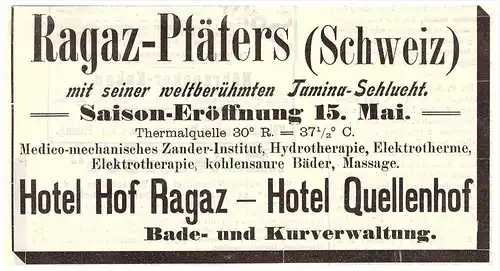 Ragaz-Pfäfers (Schweiz)
mit seiner weltberühmten Tamina-Schlucht.
Saison-Eröffnung 15. Mai.
Thermalquelle 30° R. = 37½° C.
Medico-mechanisches Zander-Institut, Hydrotherapie, Elektrotherme,
Elektrotherapie, kohlensaure Bäder, Massage.
Hotel Hof Ragaz – Hotel Quellenhof
Bade- und Kurverwaltung.